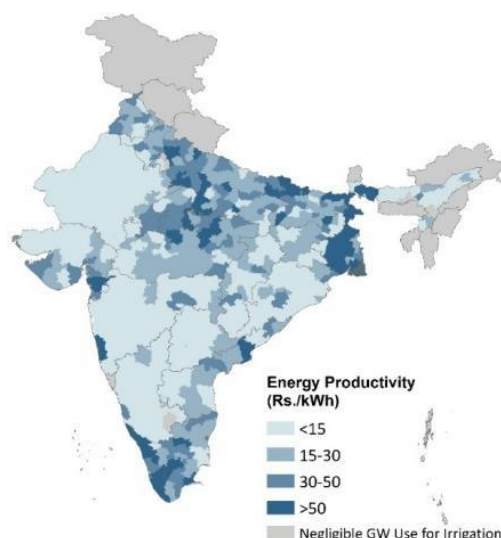 Energy Productivity
(Rs./kWh)
<15
15-30
30-50
>50
Negligible GW Use for Irrigation